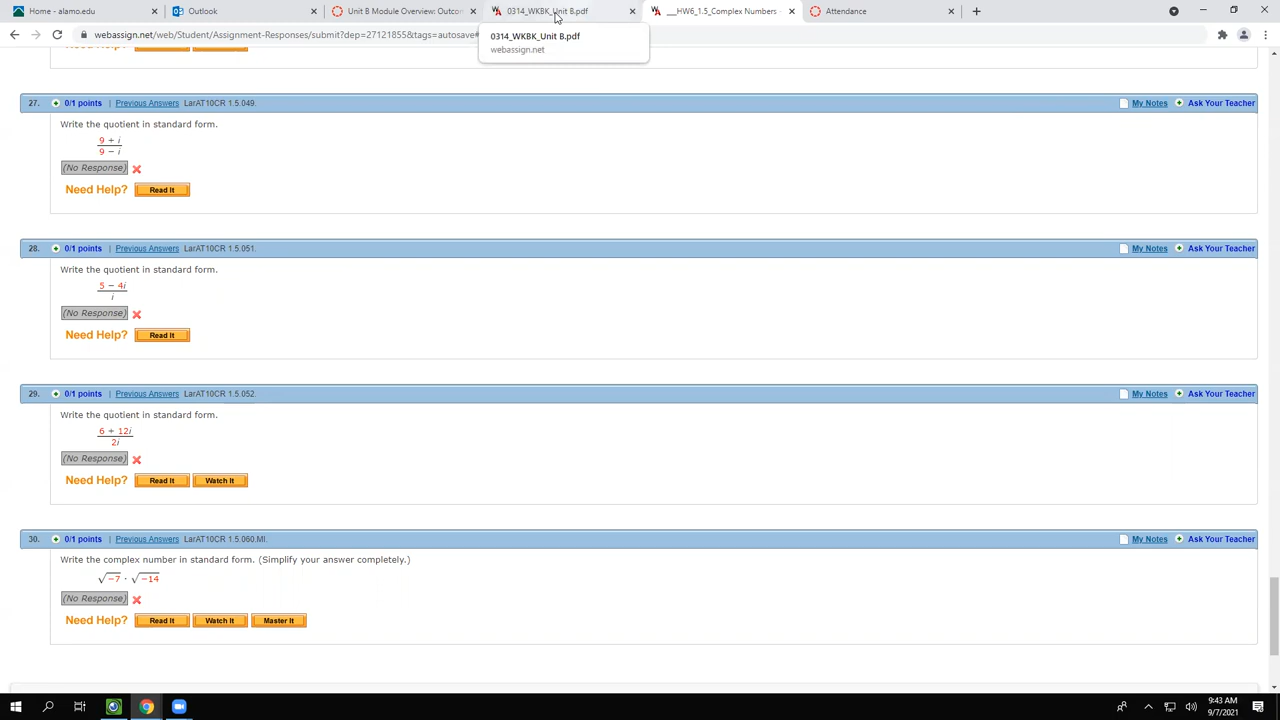 Home - alamo.edu
Outlook
Unit B Module Overview: Outcom
0314_WKBK_Unit B.pdf
___HW6_1.5_Complex Numbers -
Attendance
webassign.net/web/Student/Assignment-Responses/submit?dep=27121855&tags=autosave#
0314_WKBK_Unit B.pdf
webassign.net
27. 0/1 points | Previous Answers LarAT10CR 1.5.049. My Notes Ask Your Teacher
Write the quotient in standard form.
9 + i
9 − i
(No Response)
Need Help? Read It
28. 0/1 points | Previous Answers LarAT10CR 1.5.051. My Notes Ask Your Teacher
Write the quotient in standard form.
5 − 4i
i
(No Response)
Need Help? Read It
29. 0/1 points | Previous Answers LarAT10CR 1.5.052. My Notes Ask Your Teacher
Write the quotient in standard form.
6 + 12i
2i
(No Response)
Need Help? Read It Watch It
30. 0/1 points | Previous Answers LarAT10CR 1.5.060.MI. My Notes Ask Your Teacher
Write the complex number in standard form. (Simplify your answer completely.)
√−7 · √−14
(No Response)
Need Help? Read It Watch It Master It
9:43 AM
9/7/2021